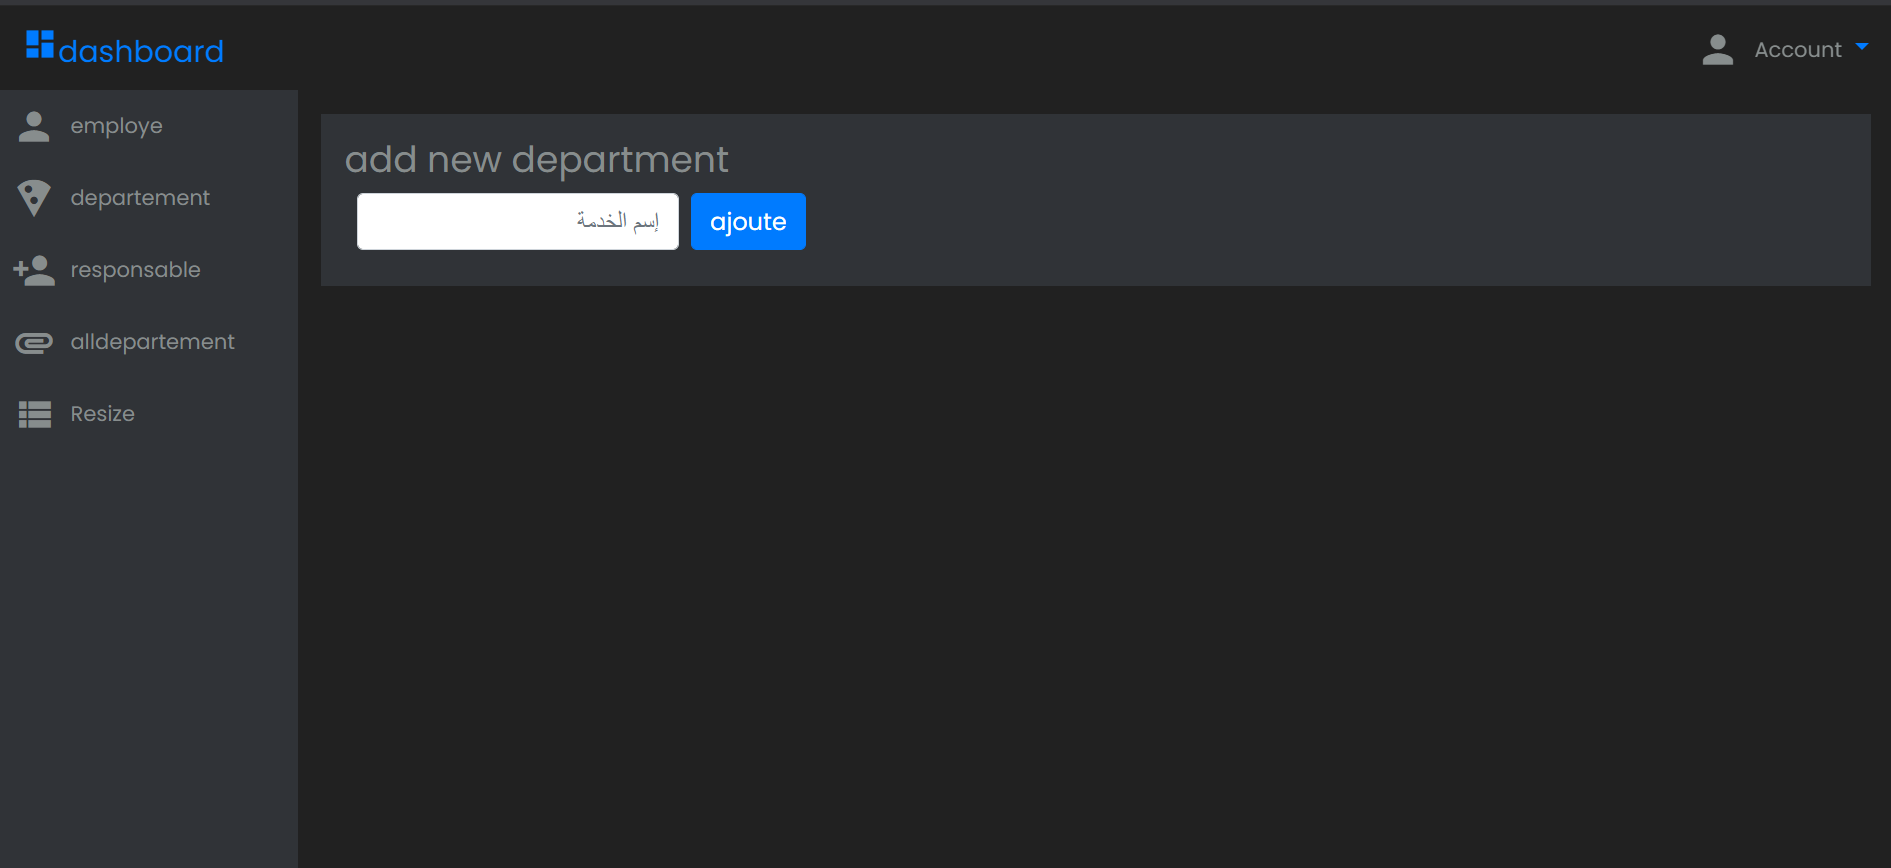 dashboard
Account
employe
departement
responsable
alldepartement
Resize
add new department
إسم الخدمة
ajoute